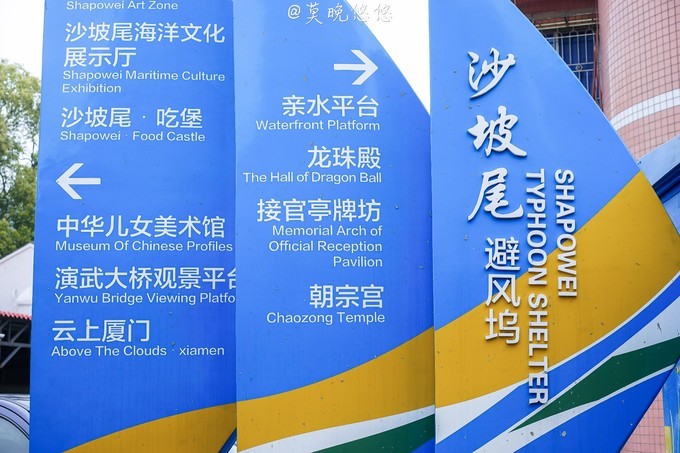 Shapowei Art Zone
沙坡尾海洋文化
展示厅
Shapowei Maritime Culture
Exhibition
沙坡尾·吃堡
Shapowei · Food Castle
中华儿女美术馆
Museum Of Chinese Profiles
演武大桥观景平台
Yanwu Bridge Viewing Platfo
云上厦门
Above The Clouds · xiamen
@莫晚悠悠
亲水平台
Waterfront Platform
龙珠殿
The Hall of Dragon Ball
接官亭牌坊
Memorial Arch of
Official Reception
Pavilion
朝宗宫
Chaozong Temple
沙坡尾
避风坞
SHAPOWEI
TYPHOON SHELTER